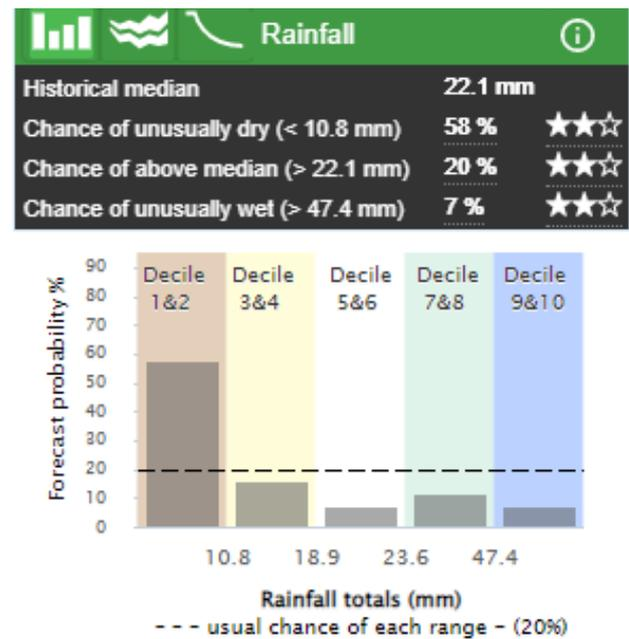 Rainfall
Historical median 22.1 mm
Chance of unusually dry (< 10.8 mm) 58 %
Chance of above median (> 22.1 mm) 20 %
Chance of unusually wet (> 47.4 mm) 7 %
Forecast probability %
90
80
70
60
50
40
30
20
10
0
Decile Decile Decile Decile Decile
1&2 3&4 5&6 7&8 9&10
10.8 18.9 23.6 47.4
Rainfall totals (mm)
- - - usual chance of each range - (20%)